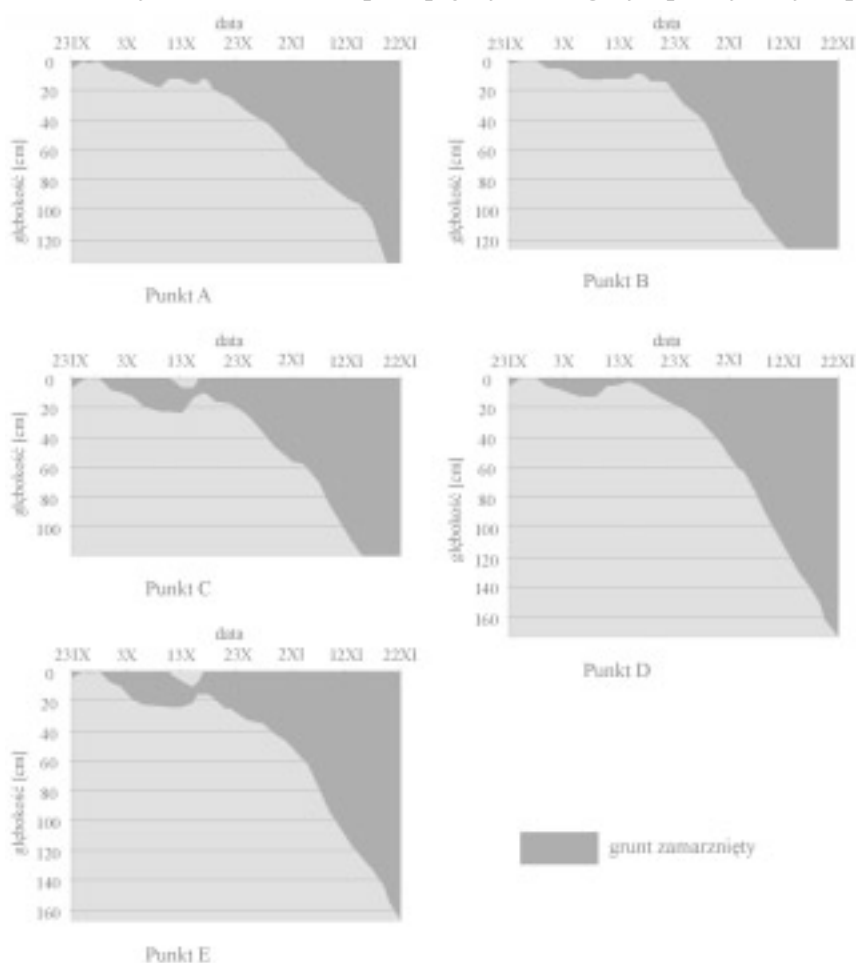 data
23IX 3X 13X 23X 2XI 12XI 22XI
0
20
40
60
80
100
120
głębokość [cm]
Punkt A
data
23IX 3X 13X 23X 2XI 12XI 22XI
0
20
40
60
80
100
120
głębokość [cm]
Punkt B
data
23IX 3X 13X 23X 2XI 12XI 22XI
0
20
40
60
80
100
głębokość [cm]
Punkt C
data
23IX 3X 13X 23X 2XI 12XI 22XI
0
20
40
60
80
100
120
140
160
głębokość [cm]
Punkt D
data
23IX 3X 13X 23X 2XI 12XI 22XI
0
20
40
60
80
100
120
140
160
głębokość [cm]
Punkt E
grunt zamarznięty